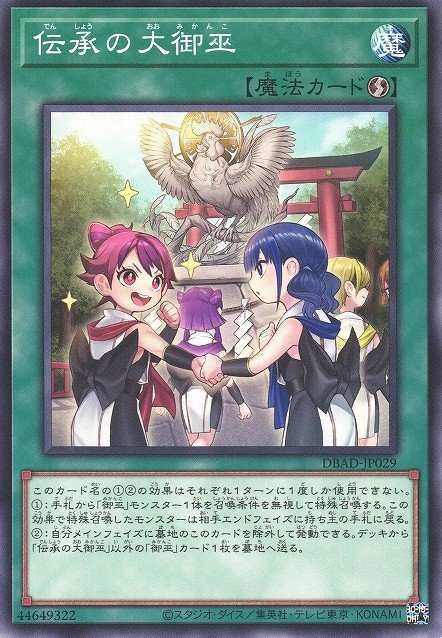 伝承の大御巫
【魔法カード】
魔
DBAD-JP029
このカード名の①②の効果はそれぞれ1ターンに1度しか使用できない。
①：手札から「御巫」モンスター1体を召喚条件を無視して特殊召喚する。この
効果で特殊召喚したモンスターは相手エンドフェイズに持ち主の手札に戻る。
②：自分メインフェイズに墓地のこのカードを除外して発動できる。デッキから
「伝承の大御巫」以外の「御巫」カード1枚を墓地へ送る。
44649322
©スタジオ・ダイス／集英社・テレビ東京・KONAMI